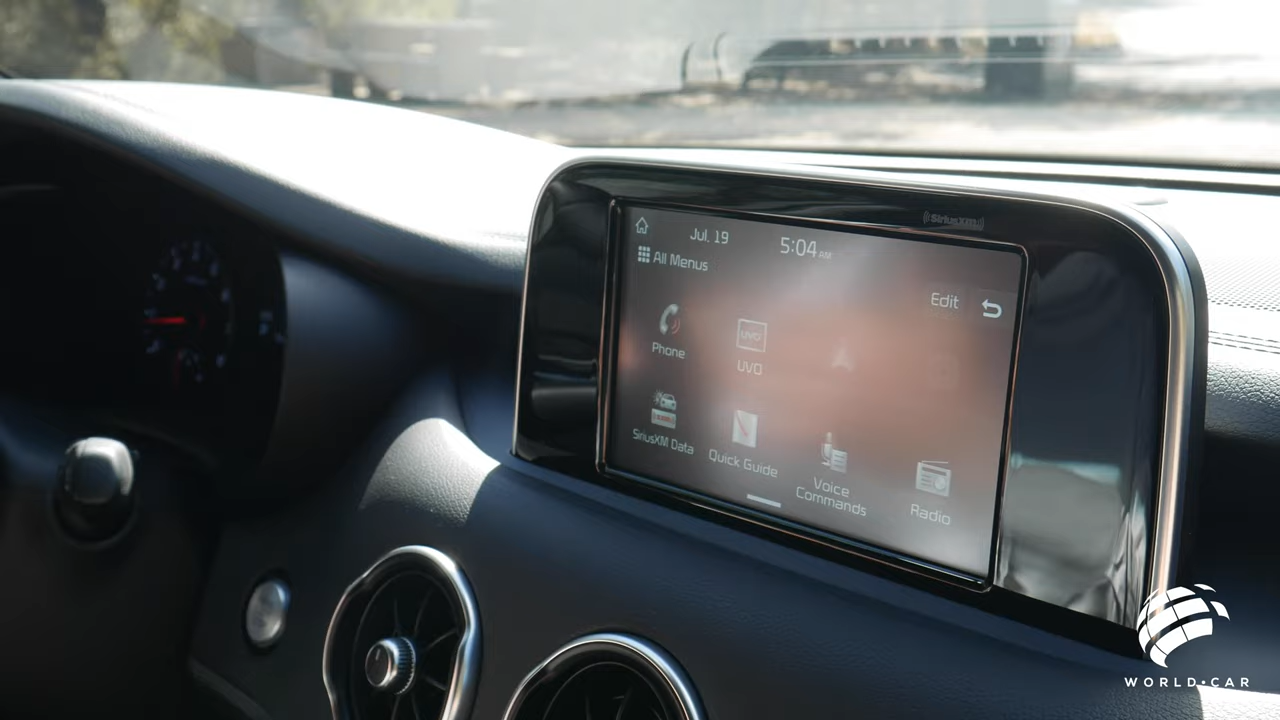 SiriusXM
Jul. 19 5:04 AM
All Menus
Edit
Phone
UVO
UVO
SiriusXM Data
Quick Guide
Voice
Commands
Radio
WORLD CAR